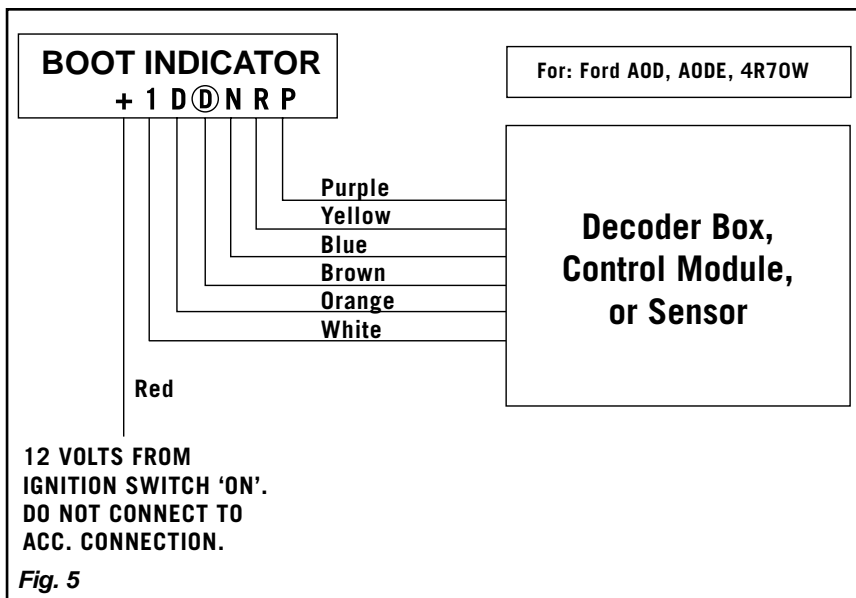 BOOT INDICATOR
+ 1 D Ⓓ N R P
For: Ford AOD, AODE, 4R70W
Purple
Yellow
Blue
Brown
Orange
White
Decoder Box,
Control Module,
or Sensor
Red
12 VOLTS FROM
IGNITION SWITCH ‘ON’.
DO NOT CONNECT TO
ACC. CONNECTION.
Fig. 5